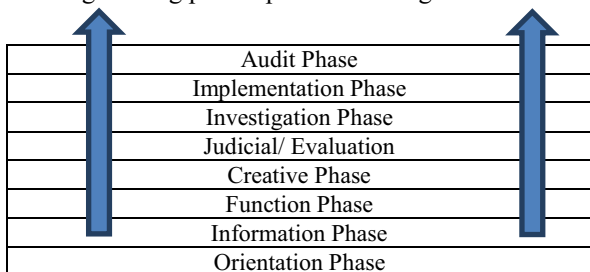 Audit Phase
Implementation Phase
Investigation Phase
Judicial/ Evaluation
Creative Phase
Function Phase
Information Phase
Orientation Phase